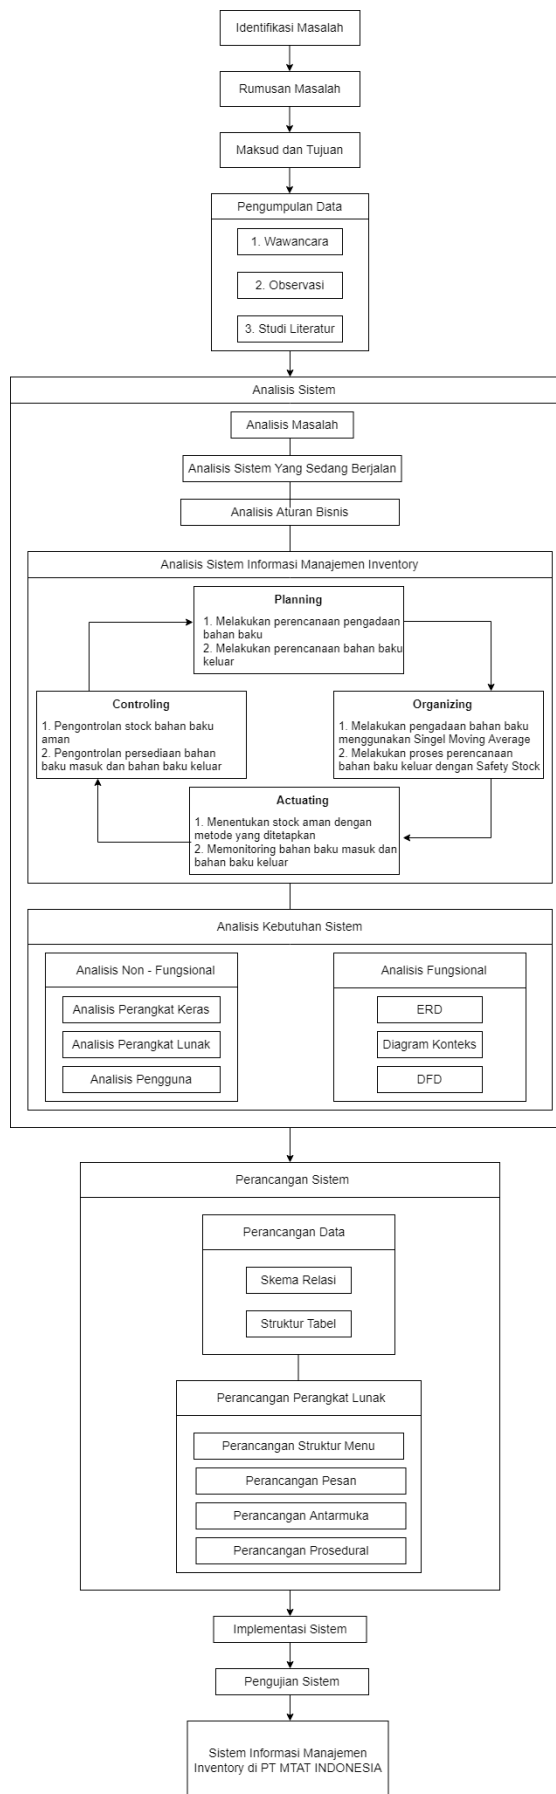 Identifikasi Masalah
Rumusan Masalah
Maksud dan Tujuan
Pengumpulan Data
1. Wawancara
2. Observasi
3. Studi Literatur
Analisis Sistem
Analisis Masalah
Analisis Sistem Yang Sedang Berjalan
Analisis Aturan Bisnis
Analisis Sistem Informasi Manajemen Inventory
Planning
1. Melakukan perencanaan pengadaan
bahan baku
2. Melakukan perencanaan bahan baku
keluar
Controling
1. Pengontrolan stock bahan baku
aman
2. Pengontrolan persediaan bahan
baku masuk dan bahan baku keluar
Organizing
1. Melakukan pengadaan bahan baku
menggunakan Singel Moving Average
2. Melakukan proses perencanaan
bahan baku keluar dengan Safety Stock
Actuating
1. Menentukan stock aman dengan
metode yang ditetapkan
2. Memonitoring bahan baku masuk dan
bahan baku keluar
Analisis Kebutuhan Sistem
Analisis Non - Fungsional
Analisis Perangkat Keras
Analisis Perangkat Lunak
Analisis Pengguna
Analisis Fungsional
ERD
Diagram Konteks
DFD
Perancangan Sistem
Perancangan Data
Skema Relasi
Struktur Tabel
Perancangan Perangkat Lunak
Perancangan Struktur Menu
Perancangan Pesan
Perancangan Antarmuka
Perancangan Prosedural
Implementasi Sistem
Pengujian Sistem
Sistem Informasi Manajemen
Inventory di PT MTAT INDONESIA